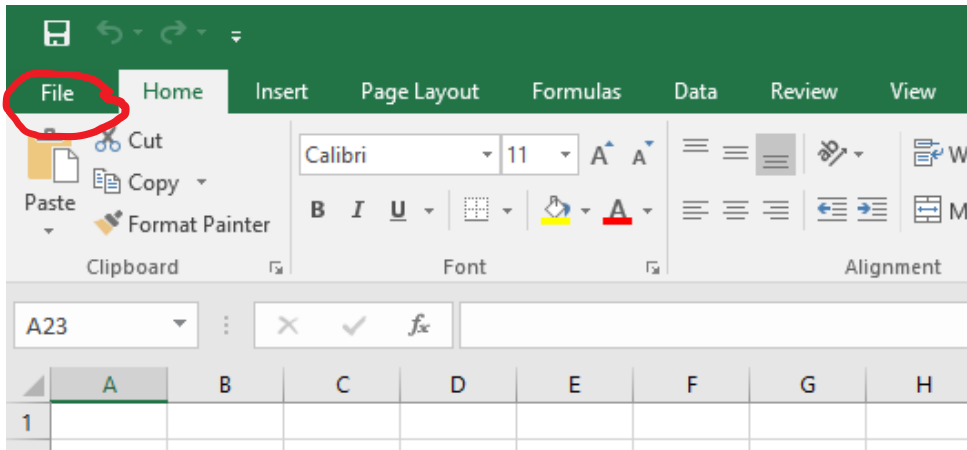 File Home Insert Page Layout Formulas Data Review View
Cut
Calibri 11 A A W
Copy
Paste
B I U A M
Format Painter
Clipboard Font Alignment
A23 fx
A B C D E F G H
1